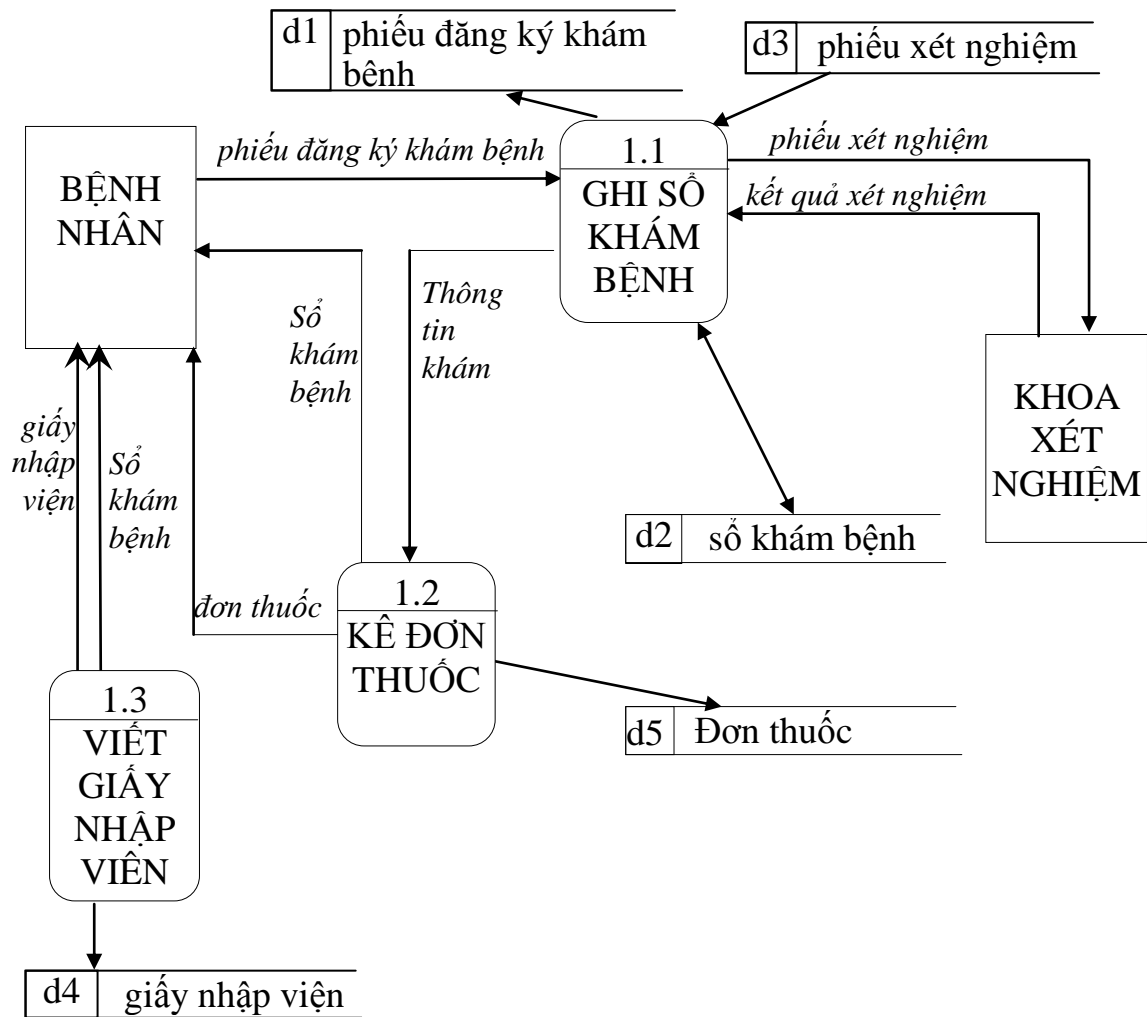 d1
phiếu đăng ký khám
bênh
d3
phiếu xét nghiệm
BỆNH
NHÂN
phiếu đăng ký khám bệnh
1.1
GHI SỔ
KHÁM
BỆNH
phiếu xét nghiệm
kết quả xét nghiệm
Sổ
khám
bệnh
Thông
tin
khám
KHOA
XÉT
NGHIỆM
giấy
nhập
viện
Sổ
khám
bệnh
d2
sổ khám bệnh
đơn thuốc
1.2
KÊ ĐƠN
THUỐC
1.3
VIẾT
GIẤY
NHẬP
VIÊN
d5
Đơn thuốc
d4
giấy nhập viện